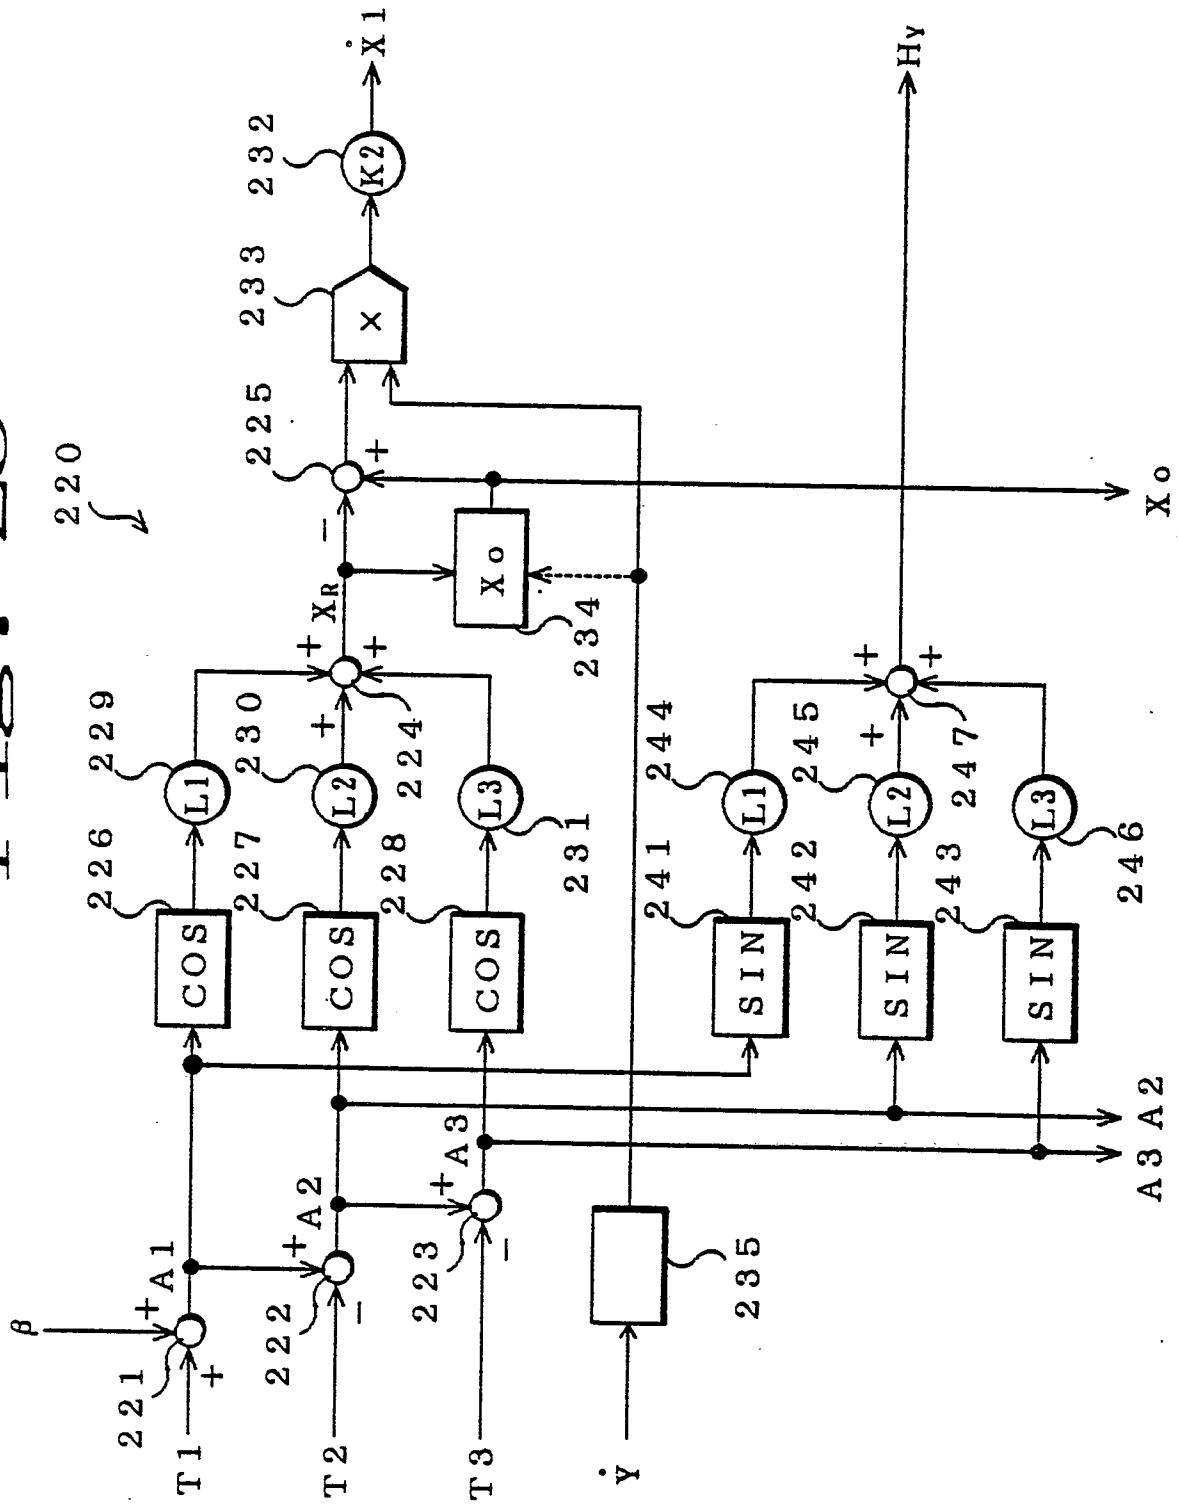 220
β
T1
+
+
221
A1
T2
+
−
222
A2
T3
+
−
223
A3
Ẏ
235
COS
226
COS
227
COS
228
L1
229
L2
230
L3
231
+
+
+
224
X_R
−
+
225
Xo
234
×
233
K2
232
Ẋ1
SIN
241
SIN
242
SIN
243
L1
244
L2
245
L3
246
+
+
+
247
Hγ
Xo
A2
A3